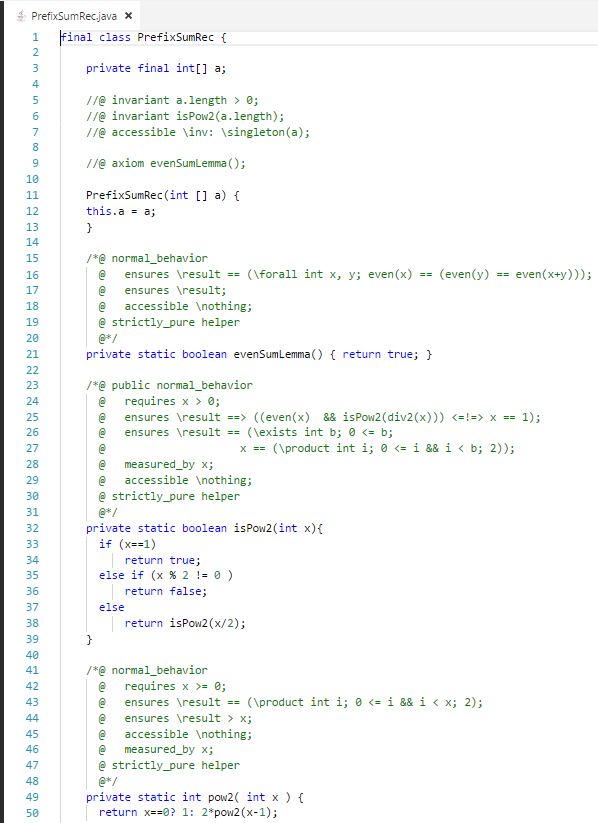 PrefixSumRec.java ×
1 final class PrefixSumRec {
2
3 private final int[] a;
4
5 //@ invariant a.length > 0;
6 //@ invariant isPow2(a.length);
7 //@ accessible \inv: \singleton(a);
8
9 //@ axiom evenSumLemma();
10
11 PrefixSumRec(int [] a) {
12 this.a = a;
13 }
14
15 /*@ normal_behavior
16 @ ensures \result == (\forall int x, y; even(x) == (even(y) == even(x+y)));
17 @ ensures \result;
18 @ accessible \nothing;
19 @ strictly_pure helper
20 @*/
21 private static boolean evenSumLemma() { return true; }
22
23 /*@ public normal_behavior
24 @ requires x > 0;
25 @ ensures \result ==> ((even(x) && isPow2(div2(x))) <=!=> x == 1);
26 @ ensures \result == (\exists int b; 0 <= b;
27 @ x == (\product int i; 0 <= i && i < b; 2));
28 @ measured_by x;
29 @ accessible \nothing;
30 @ strictly_pure helper
31 @*/
32 private static boolean isPow2(int x){
33 if (x==1)
34 return true;
35 else if (x % 2 != 0 )
36 return false;
37 else
38 return isPow2(x/2);
39 }
40
41 /*@ normal_behavior
42 @ requires x >= 0;
43 @ ensures \result == (\product int i; 0 <= i && i < x; 2);
44 @ ensures \result > x;
45 @ accessible \nothing;
46 @ measured_by x;
47 @ strictly_pure helper
48 @*/
49 private static int pow2( int x ) {
50 return x==0? 1: 2*pow2(x-1);